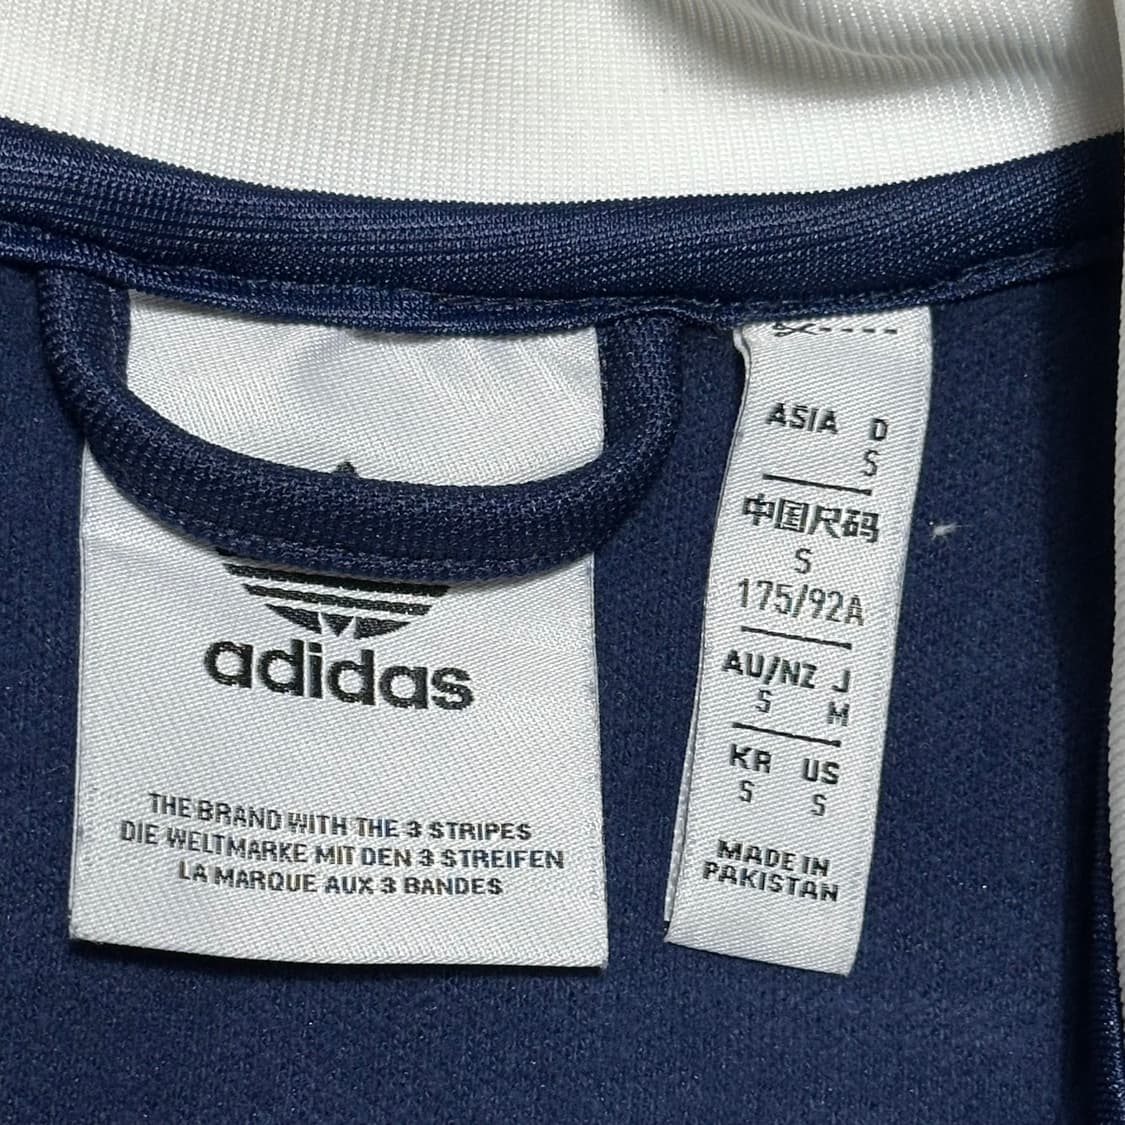 adidas
THE BRAND WITH THE 3 STRIPES
DIE WELTMARKE MIT DEN 3 STREIFEN
LA MARQUE AUX 3 BANDES
ASIA D
S
中国尺码
S
175/92A
AU/NZ J
S M
KR US
S S
MADE IN
PAKISTAN